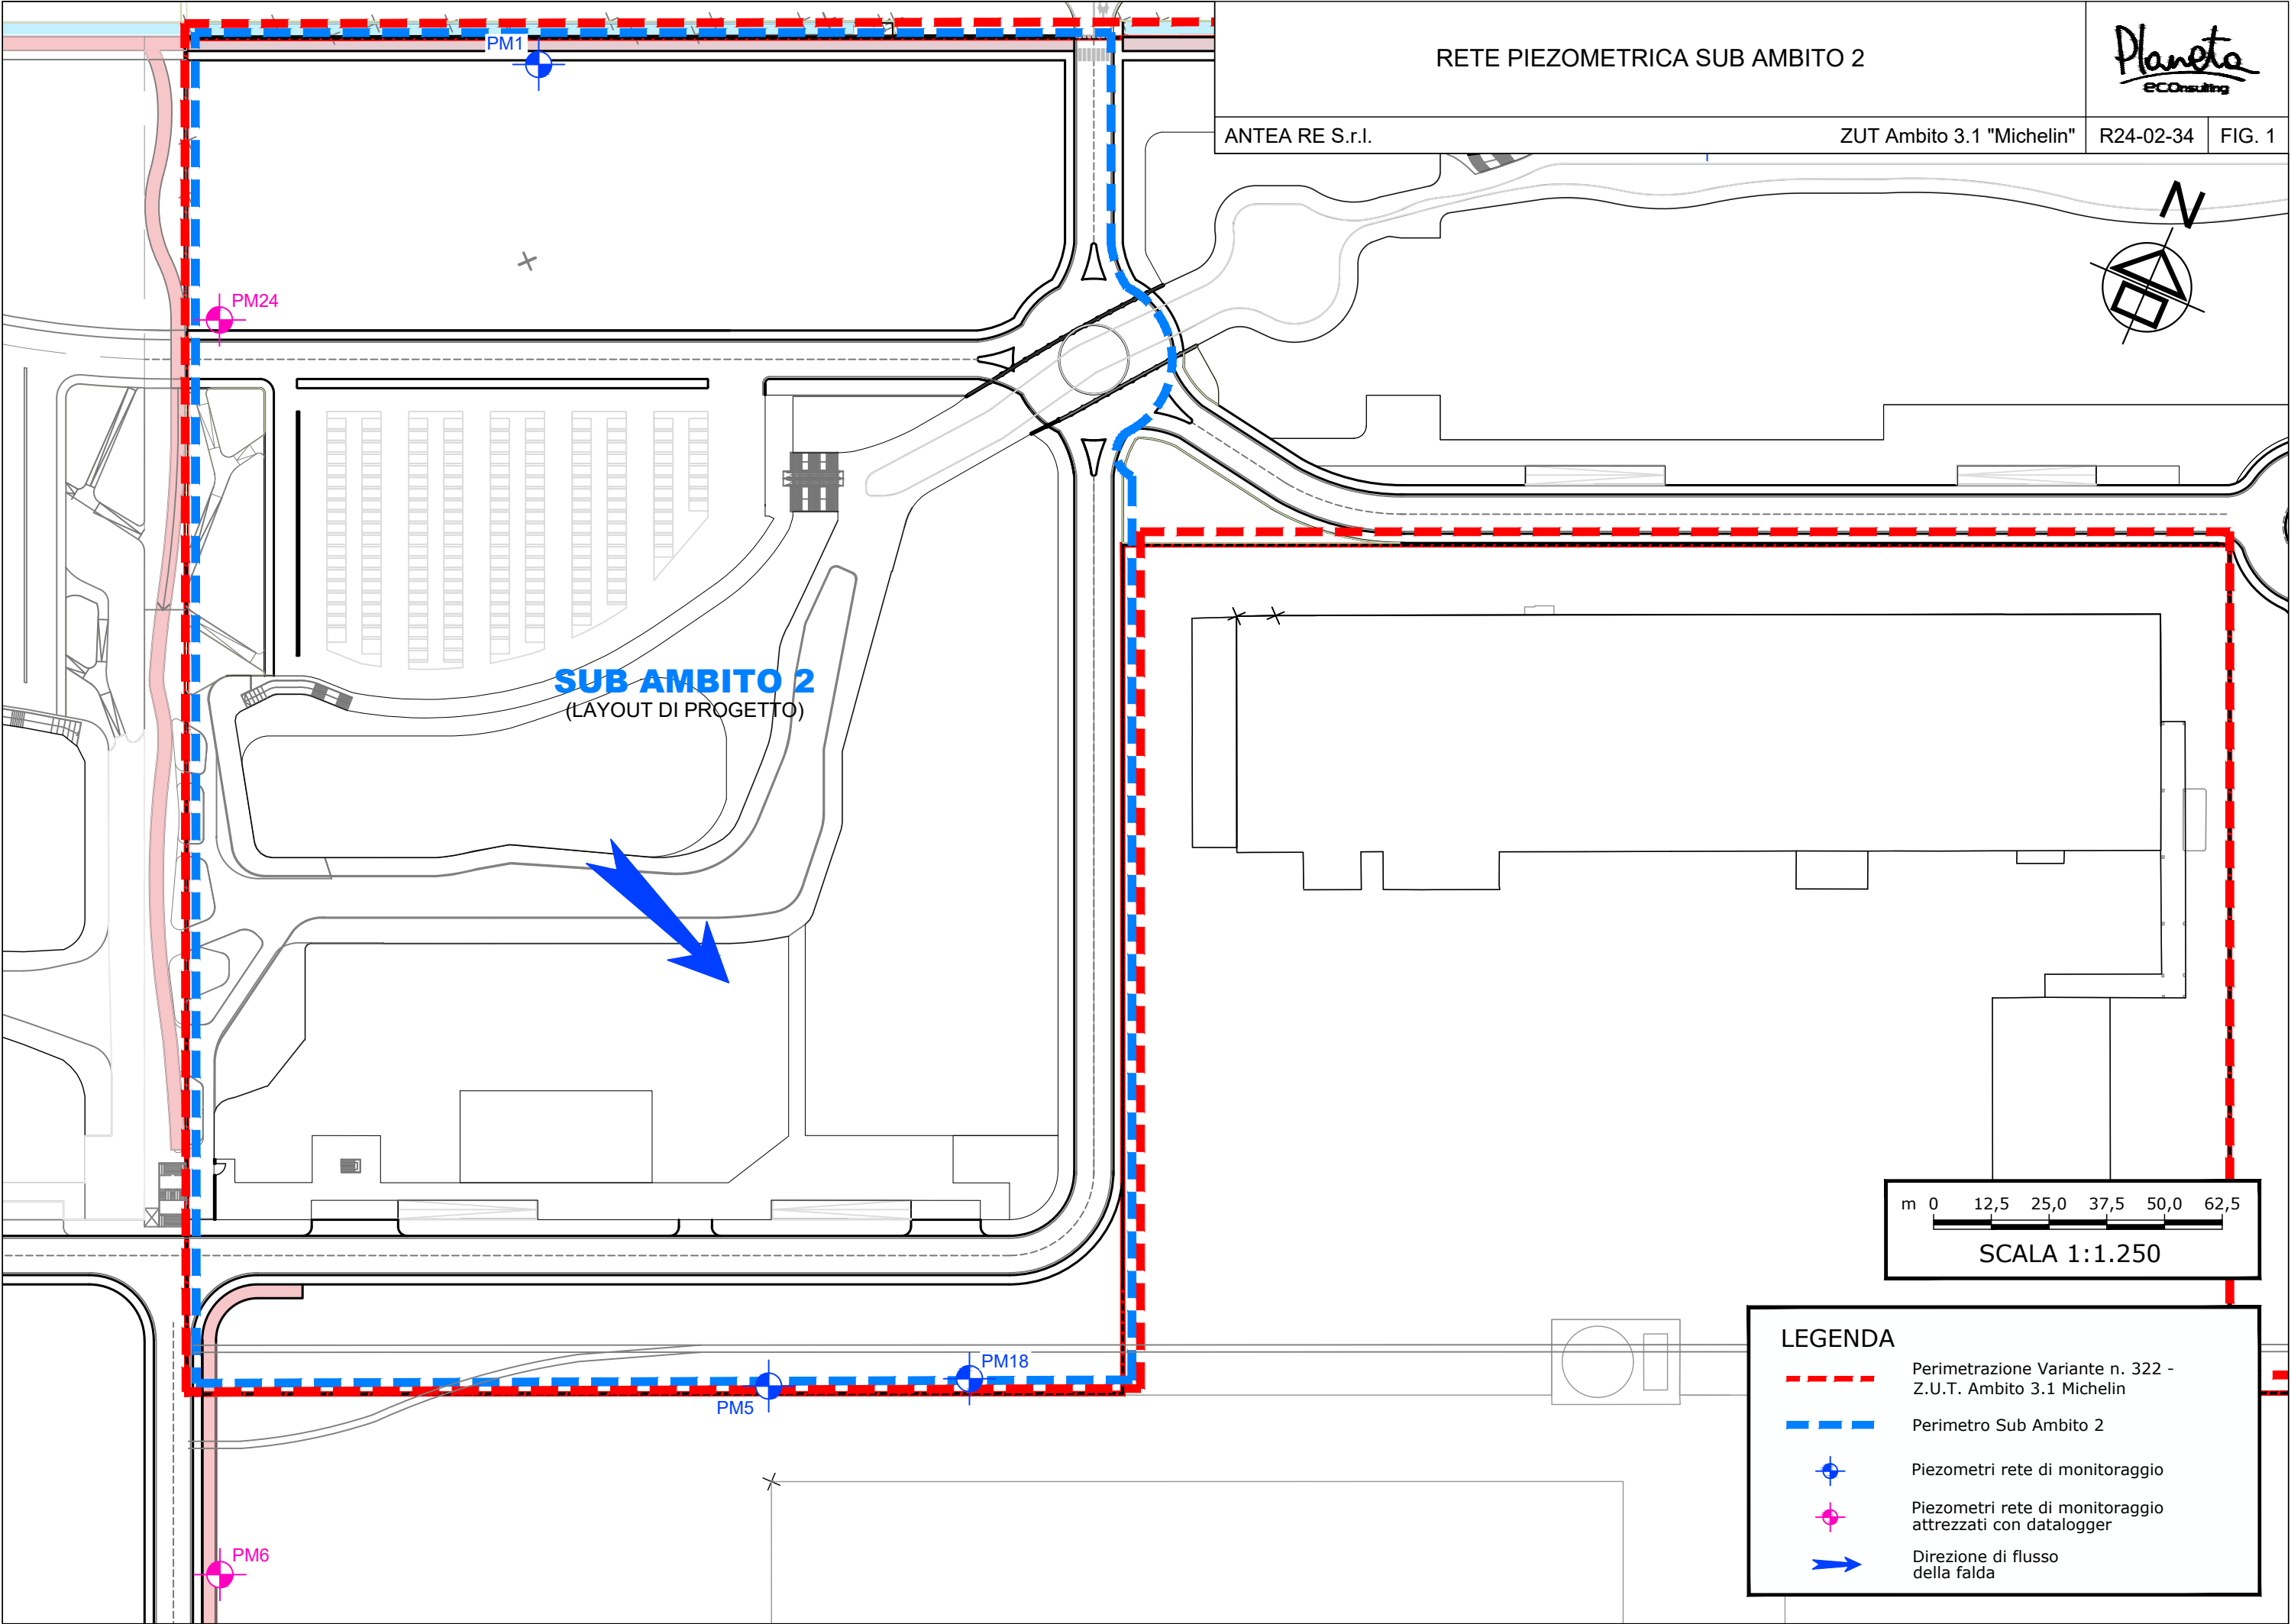 RETE PIEZOMETRICA SUB AMBITO 2
Planeta
eCOnsulting
ANTEA RE S.r.l.
ZUT Ambito 3.1 "Michelin"
R24-02-34
FIG. 1
N
PM1
PM24
SUB AMBITO 2
(LAYOUT DI PROGETTO)
PM18
PM5
PM6
m 0 12,5 25,0 37,5 50,0 62,5
SCALA 1:1.250
LEGENDA
Perimetrazione Variante n. 322 -
Z.U.T. Ambito 3.1 Michelin
Perimetro Sub Ambito 2
Piezometri rete di monitoraggio
Piezometri rete di monitoraggio
attrezzati con datalogger
Direzione di flusso
della falda